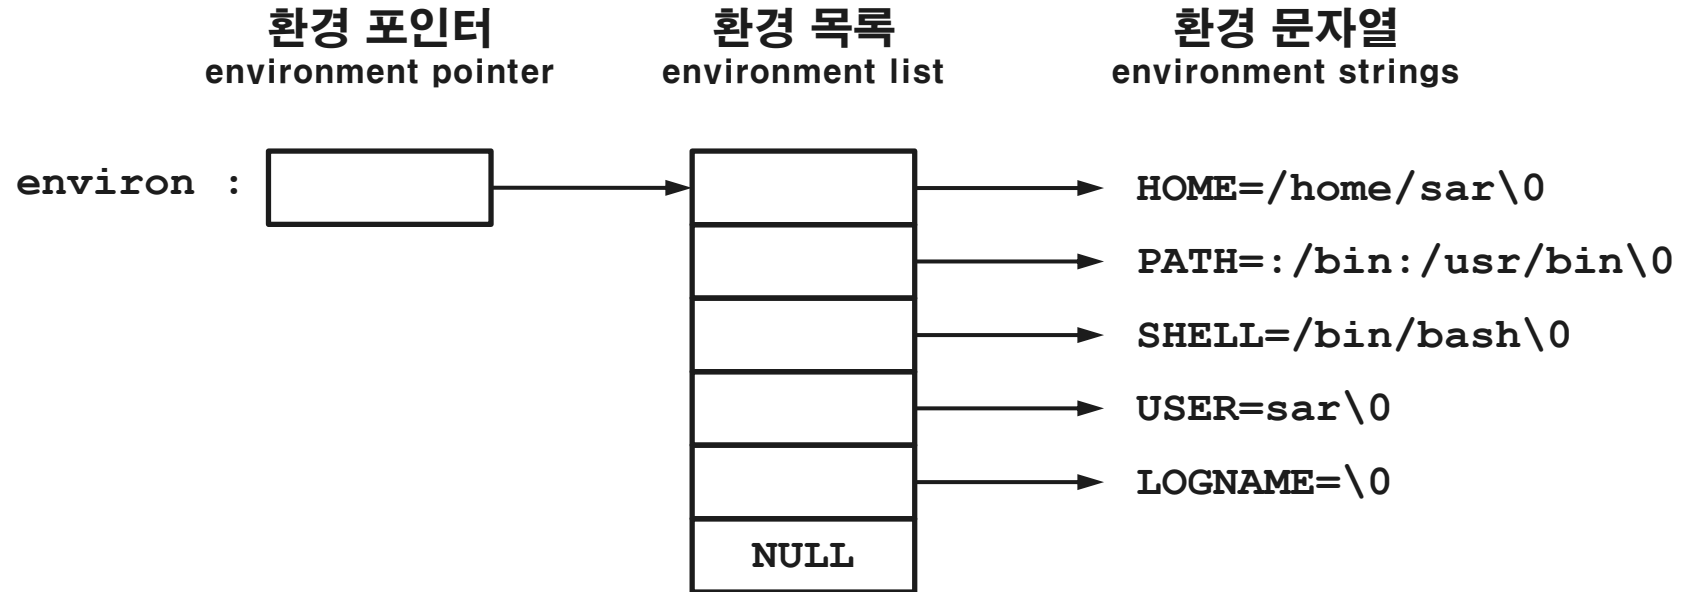 환경 포인터
environment pointer
환경 목록
environment list
환경 문자열
environment strings
environ :
HOME=/home/sar\0
PATH=:/bin:/usr/bin\0
SHELL=/bin/bash\0
USER=sar\0
LOGNAME=\0
NULL